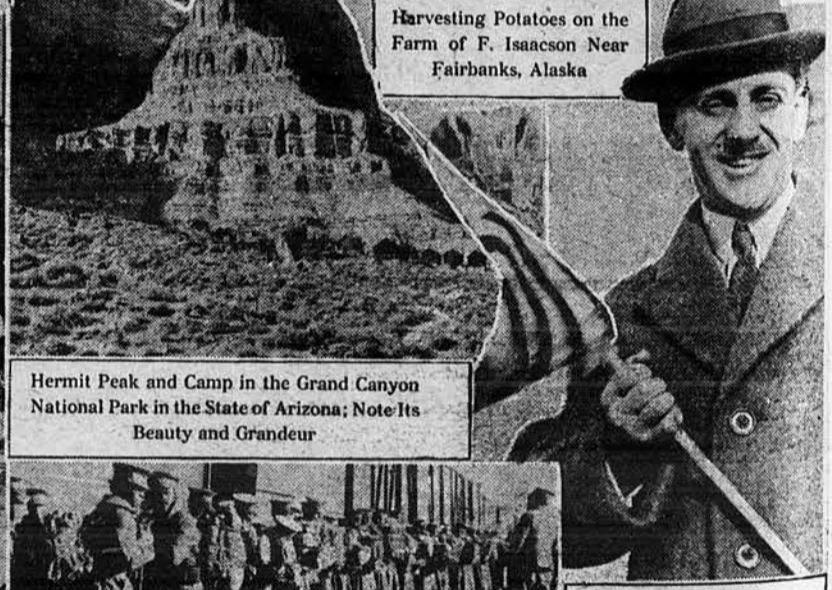 Harvesting Potatoes on the
Farm of F. Isaacson Near
Fairbanks, Alaska
Hermit Peak and Camp in the Grand Canyon
National Park in the State of Arizona; Note Its
Beauty and Grandeur